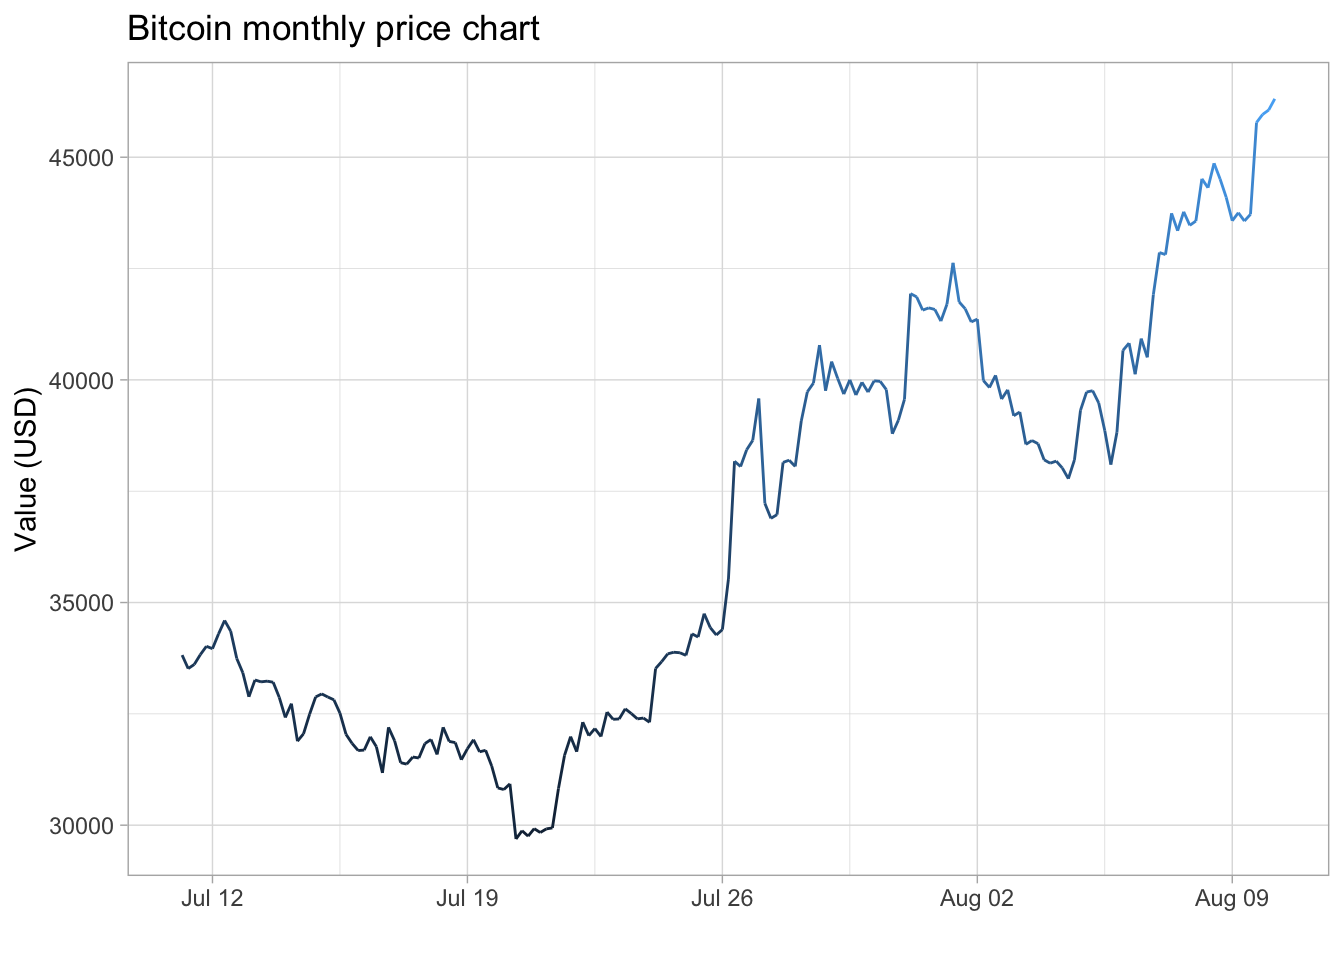 Bitcoin monthly price chart
Value (USD)
45000
40000
35000
30000
Jul 12
Jul 19
Jul 26
Aug 02
Aug 09